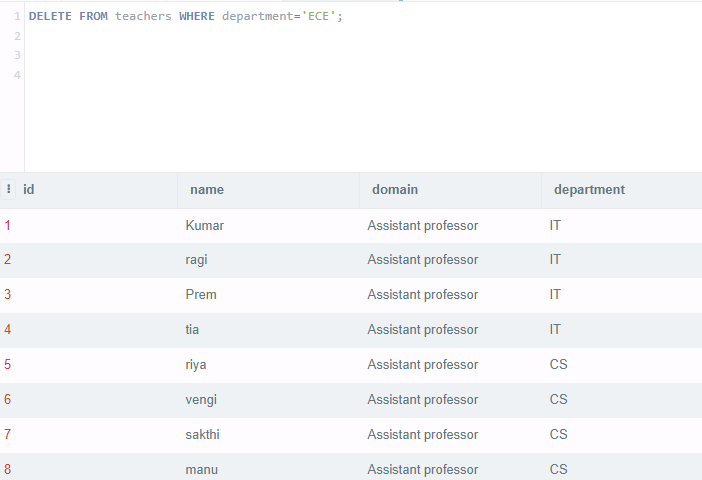 1 DELETE FROM teachers WHERE department='ECE';
2
3
4
id name domain department
1 Kumar Assistant professor IT
2 ragi Assistant professor IT
3 Prem Assistant professor IT
4 tia Assistant professor IT
5 riya Assistant professor CS
6 vengi Assistant professor CS
7 sakthi Assistant professor CS
8 manu Assistant professor CS